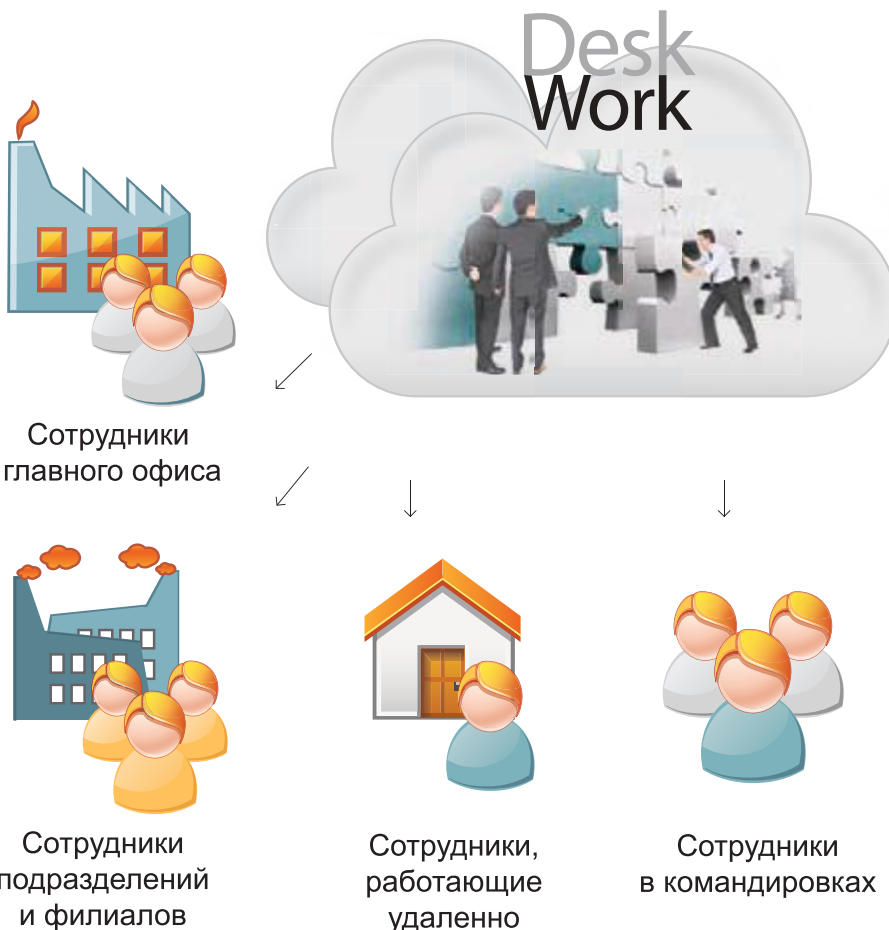 Desk
Work
Сотрудники
главного офиса
Сотрудники
подразделений
и филиалов
Сотрудники,
работающие
удаленно
Сотрудники
в командировках